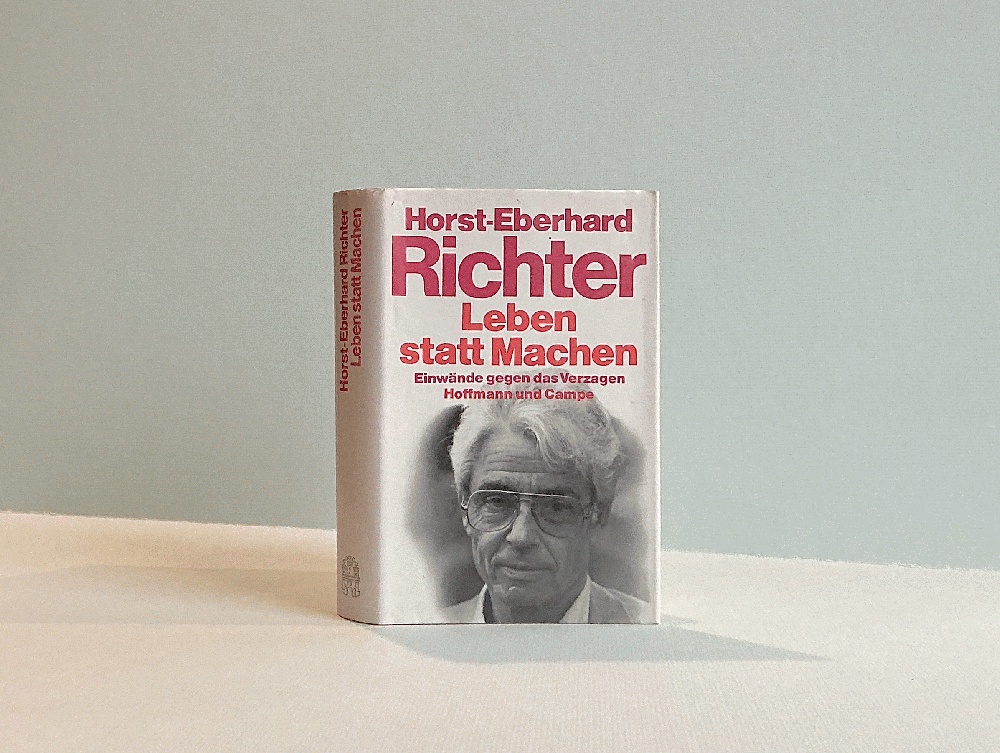 Horst-Eberhard Richter
Leben statt Machen
Horst-Eberhard
Richter
Leben
statt Machen
Einwände gegen das Verzagen
Hoffmann und Campe